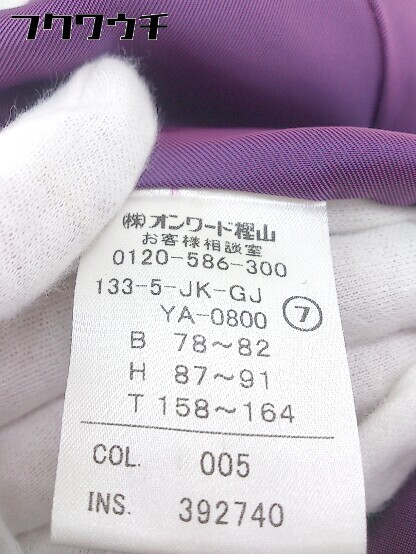 フクワウチ
(株)オンワード樫山
お客様相談室
0120-586-300
133-5-JK-GJ
YA-0800 ⑦
B 78～82
H 87～91
T 158～164
COL. 005
INS. 392740